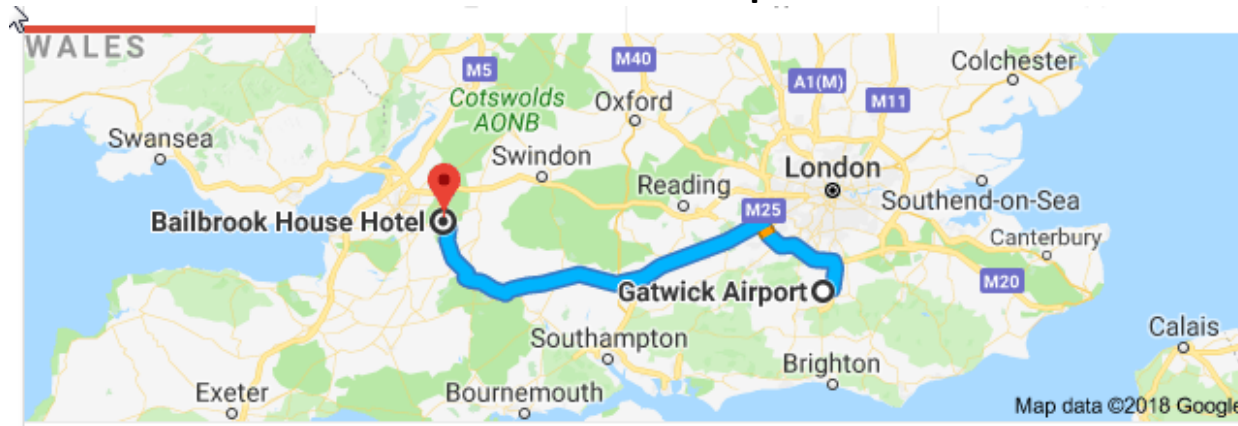 WALES
M5
M40
A1(M)
Colchester
M11
Cotswolds
AONB
Oxford
Swansea
Swindon
London
Reading
M25
Southend-on-Sea
Bailbrook House Hotel
Canterbury
Gatwick Airport
M20
Southampton
Calais
Brighton
Exeter
Bournemouth
Map data ©2018 Google